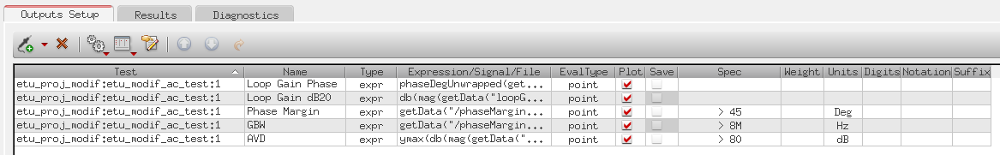 Outputs Setup Results Diagnostics
Test Name Type Expression/Signal/File EvalType Plot Save Spec Weight Units Digits Notation Suffix
etu_proj_modif:etu_modif_ac_test:1 Loop Gain Phase expr phaseDegUnwrapped(get... point
etu_proj_modif:etu_modif_ac_test:1 Loop Gain dB20 expr db(mag(getData("loopG... point
etu_proj_modif:etu_modif_ac_test:1 Phase Margin expr getData("/phaseMargin... point > 45 Deg
etu_proj_modif:etu_modif_ac_test:1 GBW expr getData("/phaseMargin... point > 8M Hz
etu_proj_modif:etu_modif_ac_test:1 AVD expr ymax(db(mag(getData("... point > 80 dB